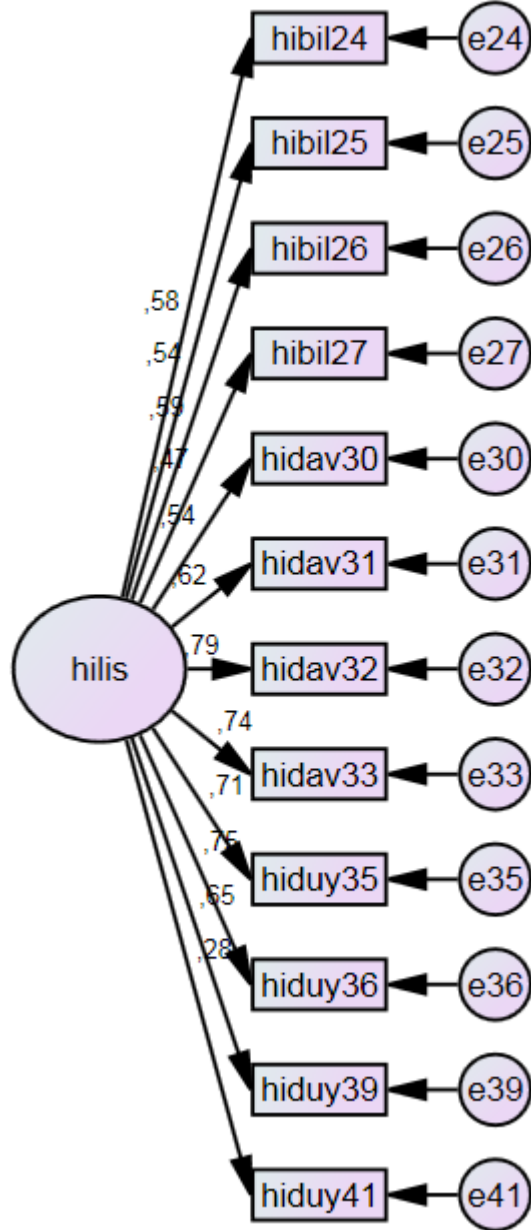 hibil24 e24
hibil25 e25
hibil26 e26
,58
hibil27 e27
,54
,59
hidav30 e30
,47
,54
hidav31 e31
,62
,79
hilis hidav32 e32
,74
hidav33 e33
,71
,75
hiduy35 e35
,65
,28
hiduy36 e36
hiduy39 e39
hiduy41 e41